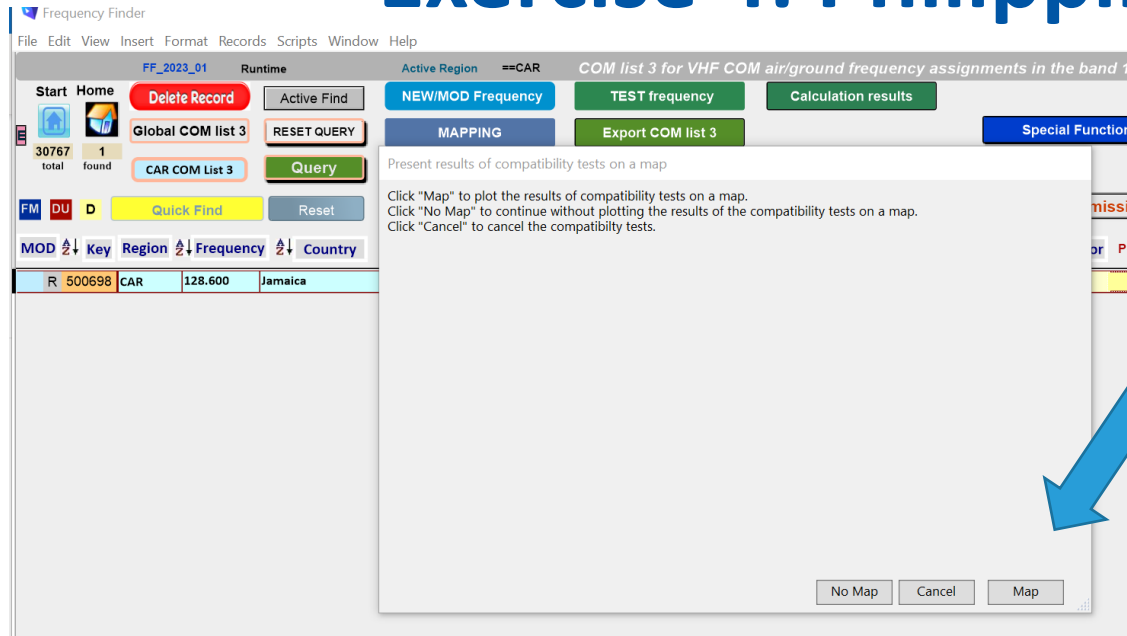 Frequency Finder
File Edit View Insert Format Records Scripts Window Help
FF_2023_01 Runtime Active Region ==CAR COM list 3 for VHF COM air/ground frequency assignments in the band 1
Start Home Delete Record Active Find NEW/MOD Frequency TEST frequency Calculation results
E Global COM list 3 RESET QUERY MAPPING Export COM list 3 Special Function
30767 1
total found CAR COM List 3 Query
Present results of compatibility tests on a map
Click "Map" to plot the results of compatibility tests on a map.
Click "No Map" to continue without plotting the results of the compatibility tests on a map.
Click "Cancel" to cancel the compatibilty tests.
FM DU D Quick Find Reset
MOD Key Region Frequency Country P
R 500698 CAR 128.600 Jamaica
No Map Cancel Map